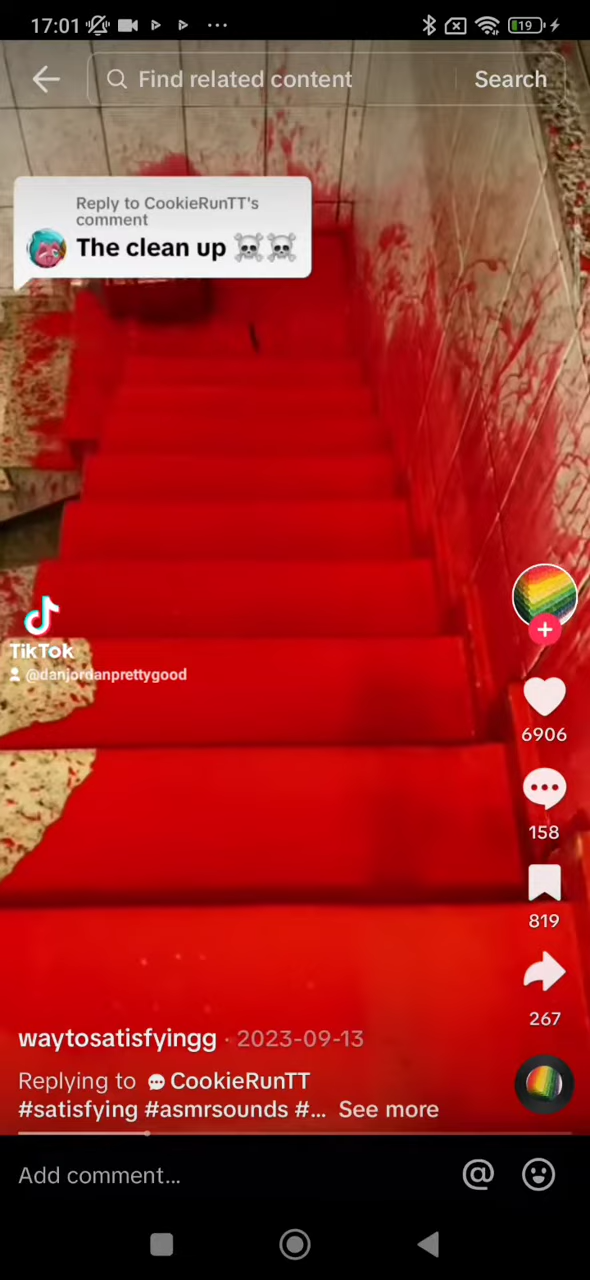 17:01
19
Find related content
Search
Reply to CookieRunTT's
comment
The clean up ☠️☠️
TikTok
@danjordanprettygood
6906
158
819
267
waytosatisfyingg · 2023-09-13
Replying to 💬 CookieRunTT
#satisfying #asmrsounds #... See more
Add comment...